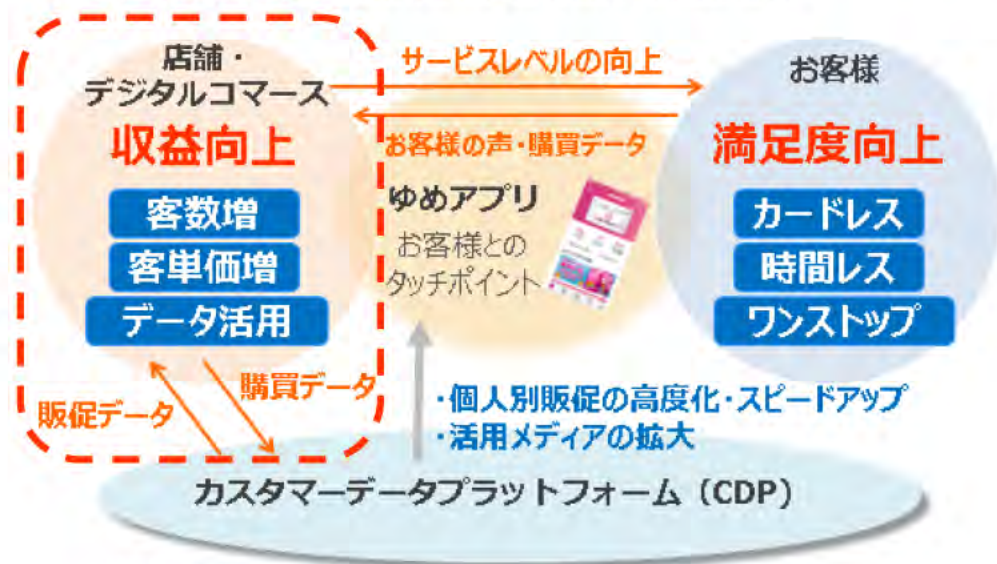 店舗・
デジタルコマース
収益向上
客数増
客単価増
データ活用
サービスレベルの向上
お客様の声・購買データ
ゆめアプリ
お客様との
タッチポイント
お客様
満足度向上
カードレス
時間レス
ワンストップ
販促データ
購買データ
・個人別販促の高度化・スピードアップ
・活用メディアの拡大
カスタマーデータプラットフォーム（CDP）